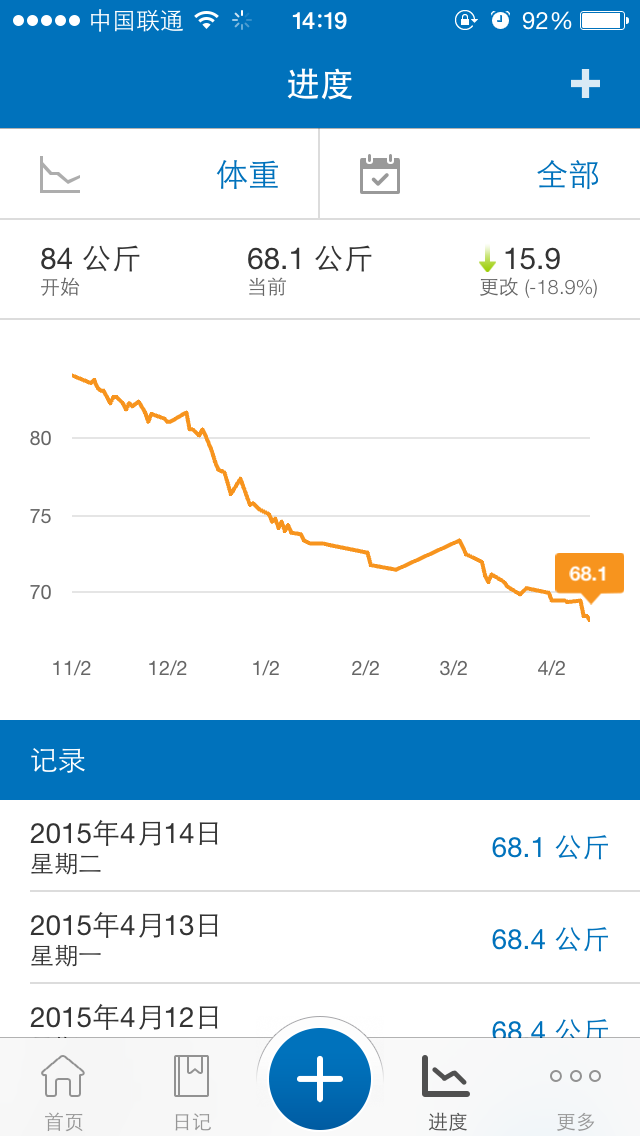 中国联通 14:19 92%
进度
体重 全部
84 公斤 68.1 公斤 15.9
开始 当前 更改 (-18.9%)
80
75
70
68.1
11/2 12/2 1/2 2/2 3/2 4/2
记录
2015年4月14日
星期二
68.1 公斤
2015年4月13日
星期一
68.4 公斤
2015年4月12日
68.4 公斤
首页 日记 进度 更多